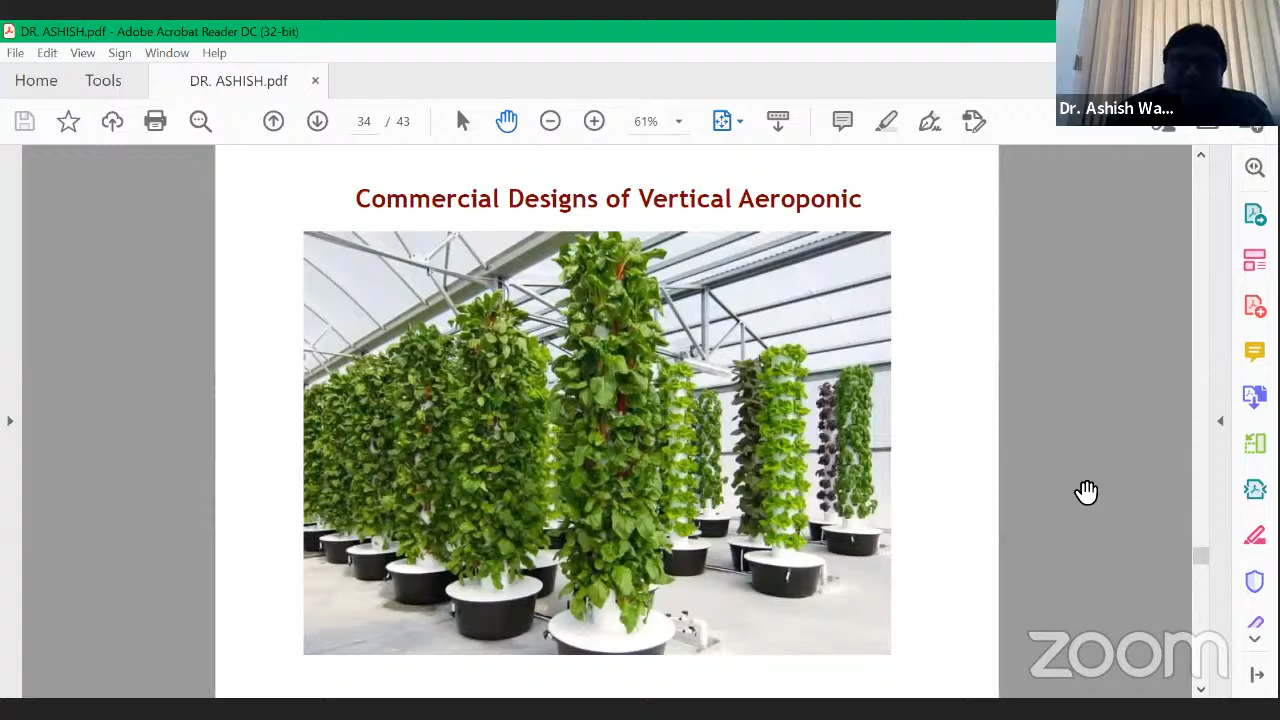 DR. ASHISH.pdf - Adobe Acrobat Reader DC (32-bit)
File Edit View Sign Window Help
Home Tools DR. ASHISH.pdf ×
34 / 43 61%
Dr. Ashish Wa...
Commercial Designs of Vertical Aeroponic
zoom